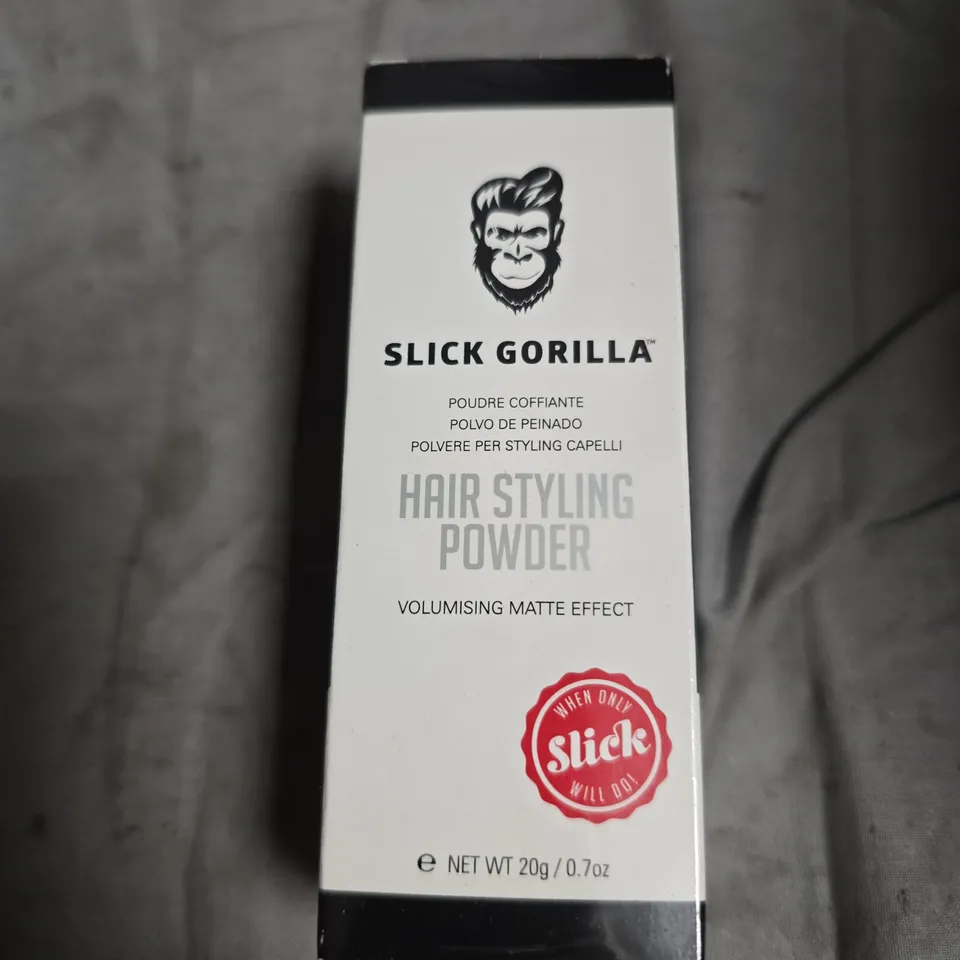 SLICK GORILLA™
POUDRE COIFFIANTE
POLVO DE PEINADO
POLVERE PER STYLING CAPELLI
HAIR STYLING
POWDER
VOLUMISING MATTE EFFECT
WHEN ONLY
Slick
WILL DO!
℮ NET WT 20g / 0.7oz